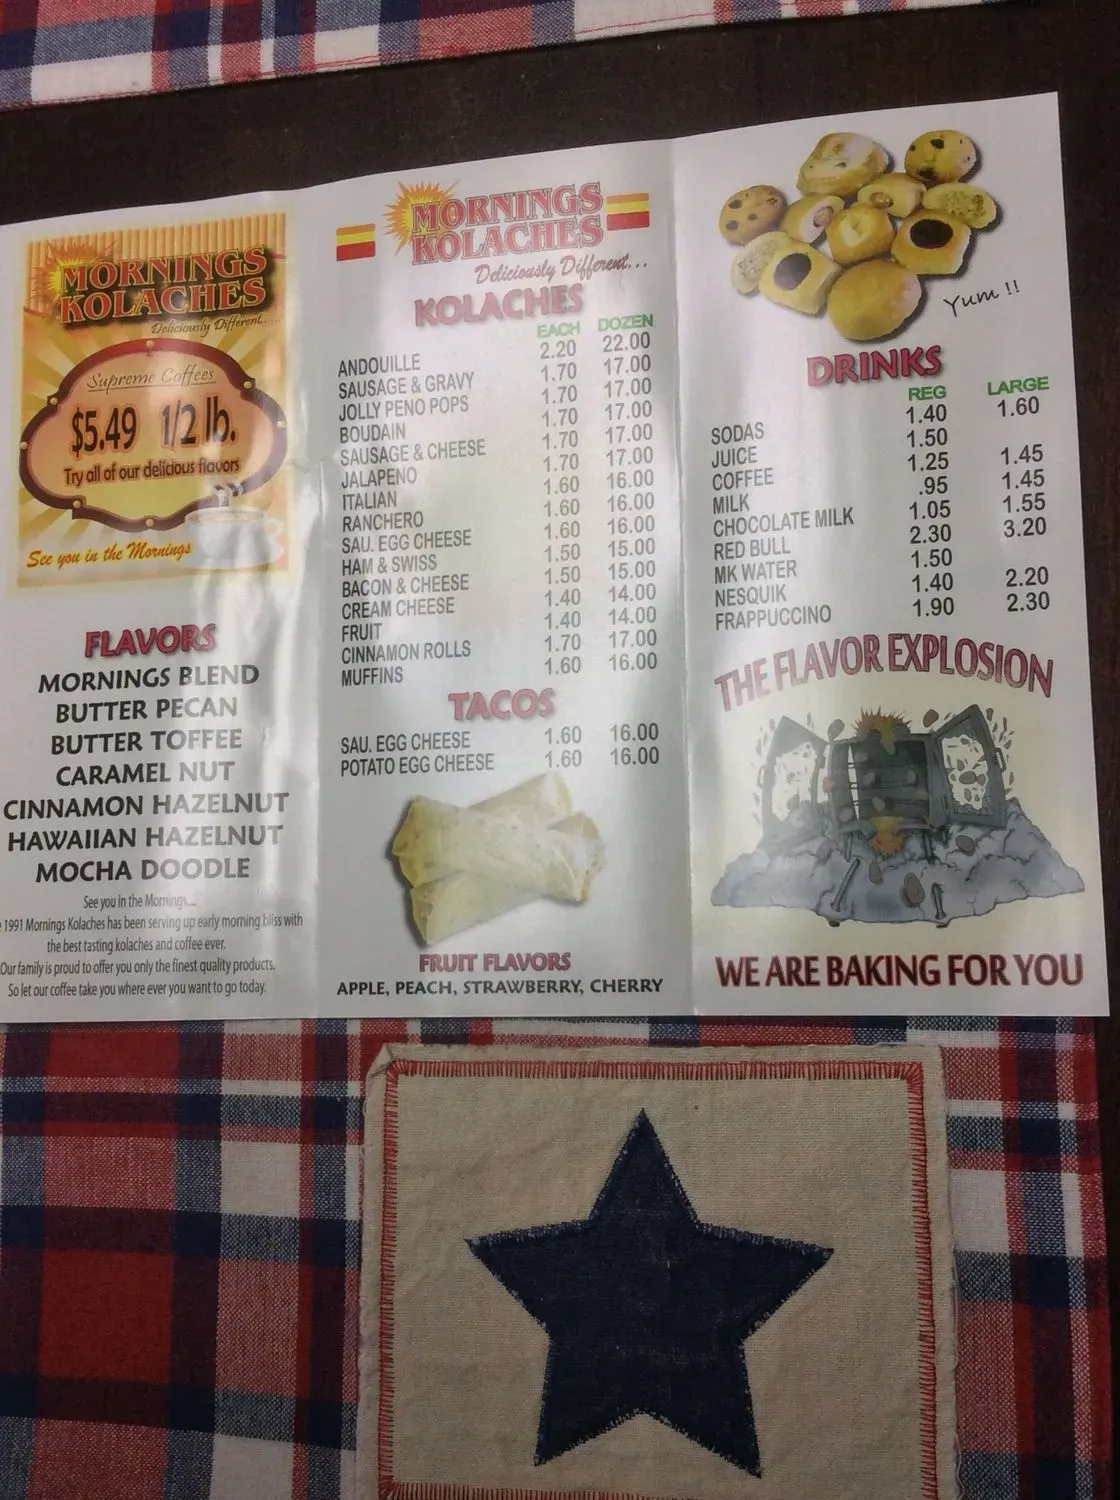 MORNINGS
KOLACHES
Deliciously Different.....
Supreme Coffees
$5.49 1/2 lb.
Try all of our delicious flavors
See you in the Mornings
FLAVORS
MORNINGS BLEND
BUTTER PECAN
BUTTER TOFFEE
CARAMEL NUT
CINNAMON HAZELNUT
HAWAIIAN HAZELNUT
MOCHA DOODLE
See you in the Mornings....
1991 Mornings Kolaches has been serving up early morning bliss with
the best tasting kolaches and coffee ever.
Our family is proud to offer you only the finest quality products.
So let our coffee take you where ever you want to go today.
MORNINGS
KOLACHES
Deliciously Different...
KOLACHES
EACH DOZEN
ANDOUILLE 2.20 22.00
SAUSAGE & GRAVY 1.70 17.00
JOLLY PENO POPS 1.70 17.00
BOUDAIN 1.70 17.00
SAUSAGE & CHEESE 1.70 17.00
JALAPENO 1.70 17.00
ITALIAN 1.60 16.00
RANCHERO 1.60 16.00
SAU. EGG CHEESE 1.60 16.00
HAM & SWISS 1.50 15.00
BACON & CHEESE 1.50 15.00
CREAM CHEESE 1.40 14.00
FRUIT 1.40 14.00
CINNAMON ROLLS 1.70 17.00
MUFFINS 1.60 16.00
TACOS
SAU. EGG CHEESE 1.60 16.00
POTATO EGG CHEESE 1.60 16.00
FRUIT FLAVORS
APPLE, PEACH, STRAWBERRY, CHERRY
Yum !!
DRINKS
REG LARGE
SODAS 1.40 1.60
JUICE 1.50
COFFEE 1.25 1.45
MILK .95 1.45
CHOCOLATE MILK 1.05 1.55
RED BULL 2.30 3.20
MK WATER 1.50
NESQUIK 1.40 2.20
FRAPPUCCINO 1.90 2.30
THE FLAVOR EXPLOSION
WE ARE BAKING FOR YOU